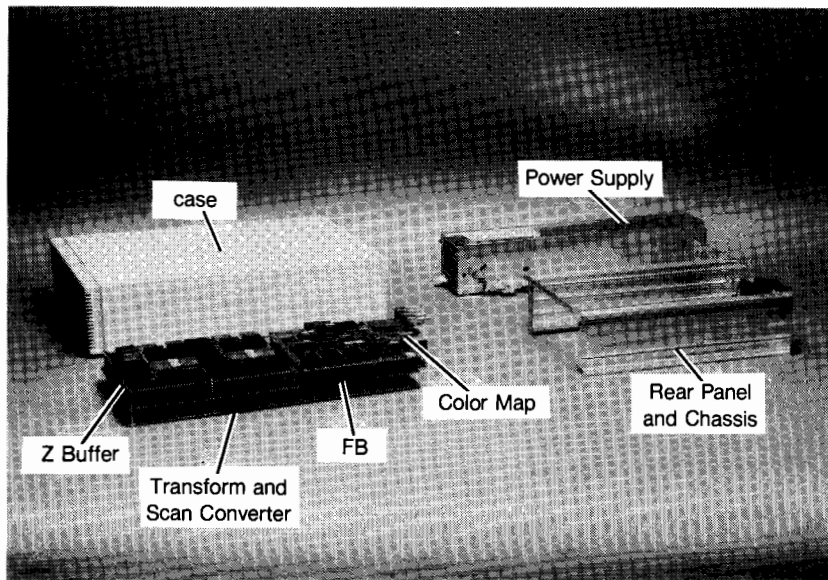 case
Power Supply
Z Buffer
Transform and
Scan Converter
FB
Color Map
Rear Panel
and Chassis